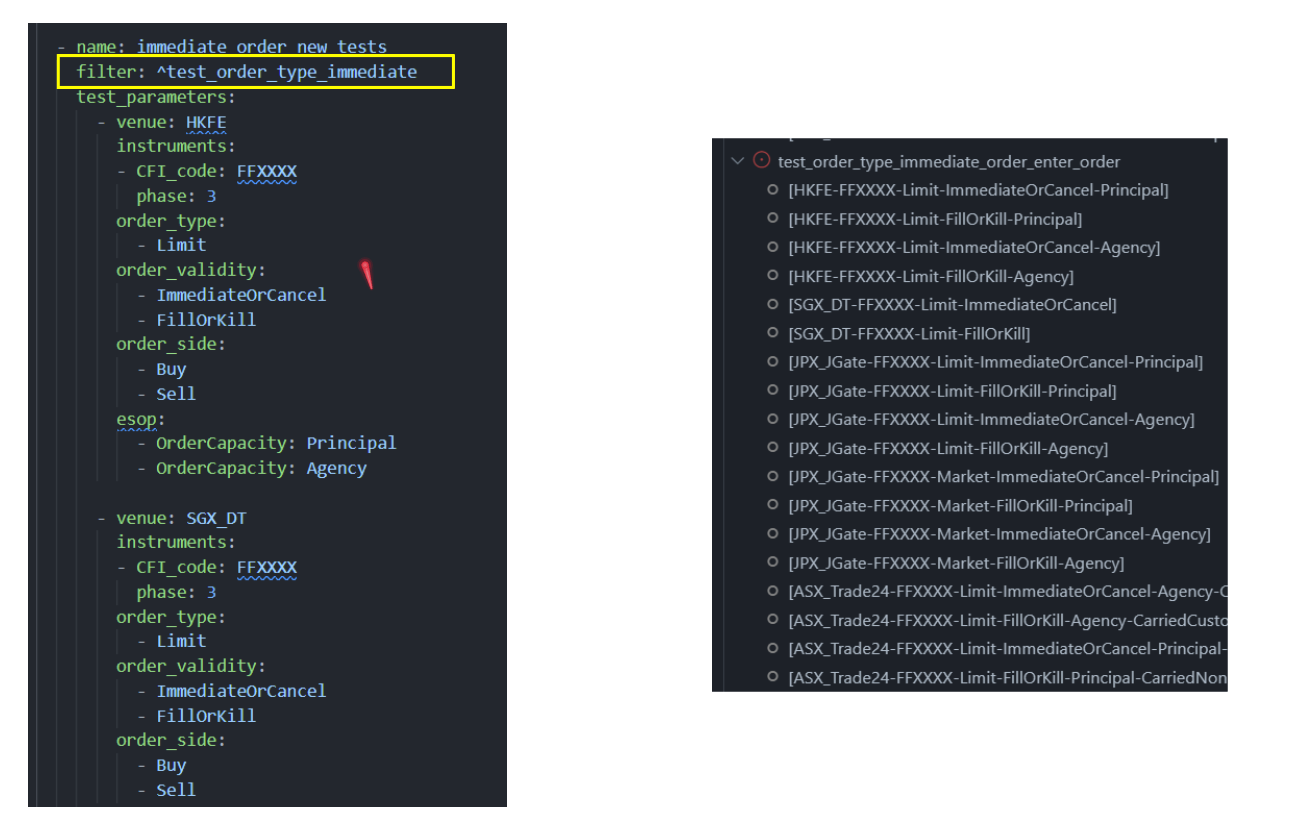 - name: immediate order new tests
filter: ^test_order_type_immediate
test_parameters:
- venue: HKFE
instruments:
- CFI_code: FFXXXX
phase: 3
order_type:
- Limit
order_validity:
- ImmediateOrCancel
- FillOrKill
order_side:
- Buy
- Sell
esop:
- OrderCapacity: Principal
- OrderCapacity: Agency
- venue: SGX_DT
instruments:
- CFI_code: FFXXXX
phase: 3
order_type:
- Limit
order_validity:
- ImmediateOrCancel
- FillOrKill
order_side:
- Buy
- Sell
test_order_type_immediate_order_enter_order
[HKFE-FFXXXX-Limit-ImmediateOrCancel-Principal]
[HKFE-FFXXXX-Limit-FillOrKill-Principal]
[HKFE-FFXXXX-Limit-ImmediateOrCancel-Agency]
[HKFE-FFXXXX-Limit-FillOrKill-Agency]
[SGX_DT-FFXXXX-Limit-ImmediateOrCancel]
[SGX_DT-FFXXXX-Limit-FillOrKill]
[JPX_JGate-FFXXXX-Limit-ImmediateOrCancel-Principal]
[JPX_JGate-FFXXXX-Limit-FillOrKill-Principal]
[JPX_JGate-FFXXXX-Limit-ImmediateOrCancel-Agency]
[JPX_JGate-FFXXXX-Limit-FillOrKill-Agency]
[JPX_JGate-FFXXXX-Market-ImmediateOrCancel-Principal]
[JPX_JGate-FFXXXX-Market-FillOrKill-Principal]
[JPX_JGate-FFXXXX-Market-ImmediateOrCancel-Agency]
[JPX_JGate-FFXXXX-Market-FillOrKill-Agency]
[ASX_Trade24-FFXXXX-Limit-ImmediateOrCancel-Agency-C
[ASX_Trade24-FFXXXX-Limit-FillOrKill-Agency-CarriedCusto
[ASX_Trade24-FFXXXX-Limit-ImmediateOrCancel-Principal-
[ASX_Trade24-FFXXXX-Limit-FillOrKill-Principal-CarriedNon